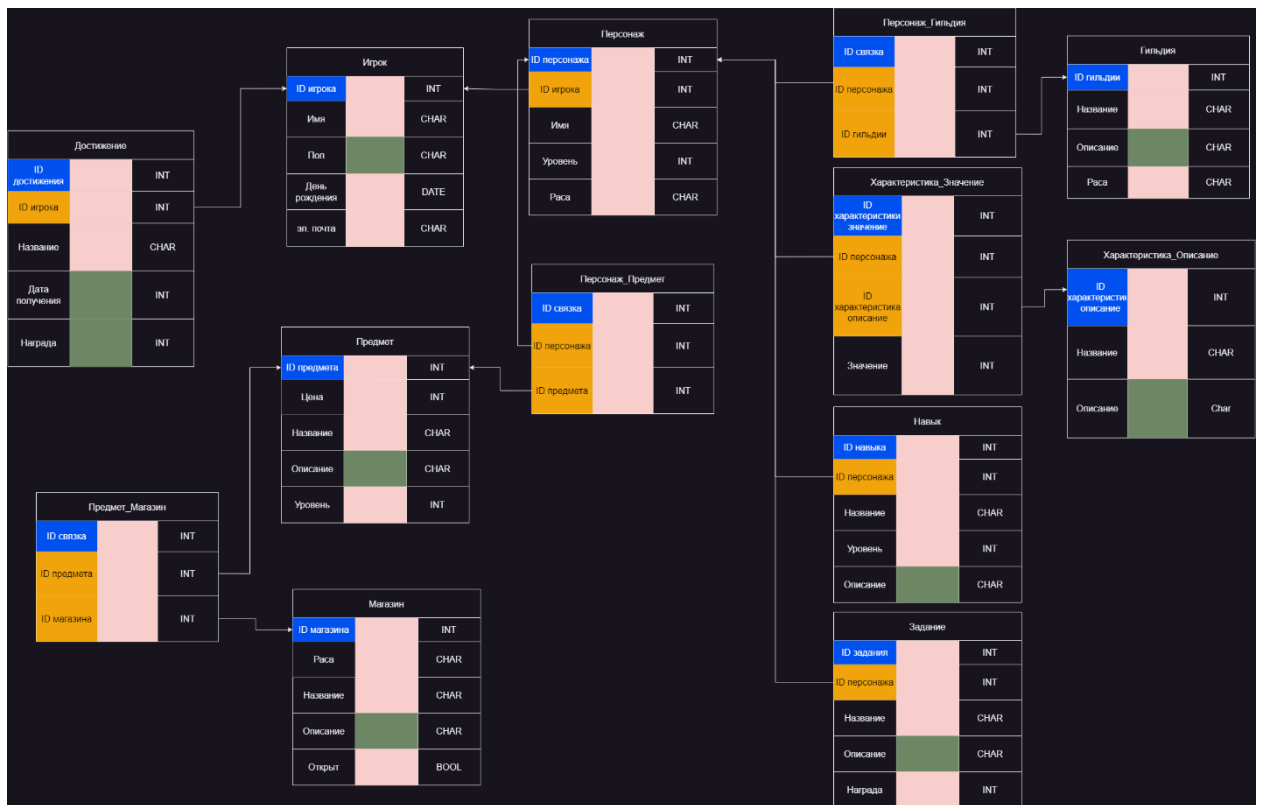 Достижение
ID
достижения
INT
ID игрока
INT
Название
CHAR
Дата
получения
INT
Награда
INT
Игрок
ID игрока
INT
Имя
CHAR
Пол
CHAR
День
рождения
DATE
эл. почта
CHAR
Персонаж
ID персонажа
INT
ID игрока
INT
Имя
CHAR
Уровень
INT
Раса
CHAR
Персонаж_Гильдия
ID связка
INT
ID персонажа
INT
ID гильдии
INT
Гильдия
ID гильдии
INT
Название
CHAR
Описание
CHAR
Раса
CHAR
Характеристика_Значение
ID
характеристики
значение
INT
ID персонажа
INT
ID
характеристика
описание
INT
Значение
INT
Характеристика_Описание
ID
характеристик
описание
INT
Название
CHAR
Описание
Char
Персонаж_Предмет
ID связка
INT
ID персонажа
INT
ID предмета
INT
Предмет
ID предмета
INT
Цена
INT
Название
CHAR
Описание
CHAR
Уровень
INT
Предмет_Магазин
ID связка
INT
ID предмета
INT
ID магазина
INT
Магазин
ID магазина
INT
Раса
CHAR
Название
CHAR
Описание
CHAR
Открыт
BOOL
Навык
ID навыка
INT
ID персонажа
INT
Название
CHAR
Уровень
INT
Описание
CHAR
Задание
ID задания
INT
ID персонажа
INT
Название
CHAR
Описание
CHAR
Награда
INT